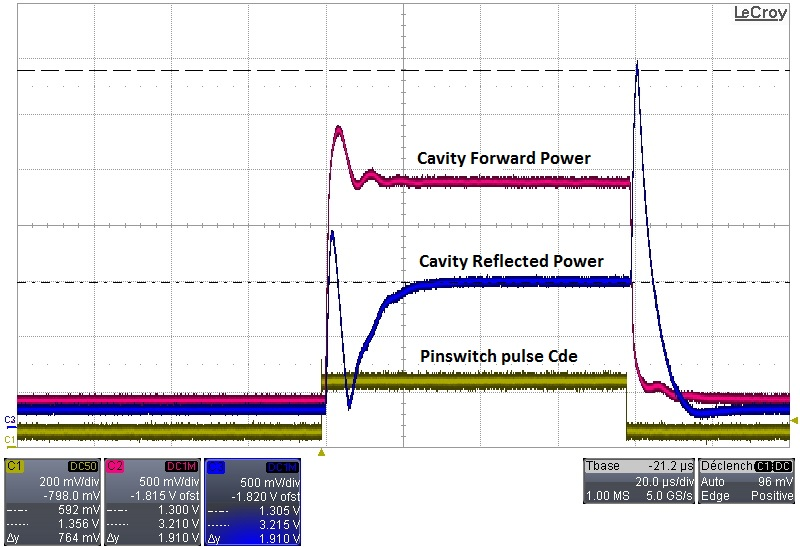 LeCroy
Cavity Forward Power
Cavity Reflected Power
Pinswitch pulse Cde
C3
C1
C1 DC50
200 mV/div
-798.0 mV
592 mV
1.356 V
Δy 764 mV
C2 DC1M
500 mV/div
-1.815 V ofst
1.300 V
3.210 V
Δy 1.910 V
DC1M
500 mV/div
-1.820 V ofst
1.305 V
3.215 V
Δy 1.910 V
Tbase -21.2 µs
20.0 µs/div
1.00 MS 5.0 GS/s
Déclench C1 DC
Auto 96 mV
Edge Positive